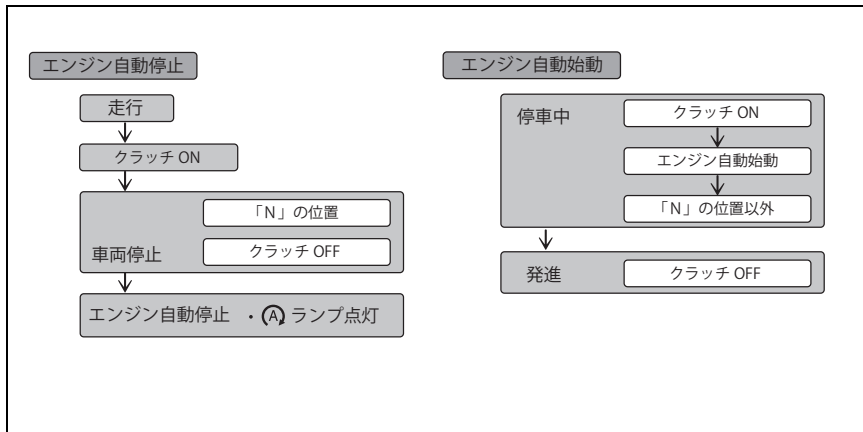 エンジン自動停止
走行
クラッチ ON
「N」の位置
車両停止
クラッチ OFF
エンジン自動停止 ・(A) ランプ点灯
エンジン自動始動
停車中
クラッチ ON
エンジン自動始動
「N」の位置以外
発進
クラッチ OFF